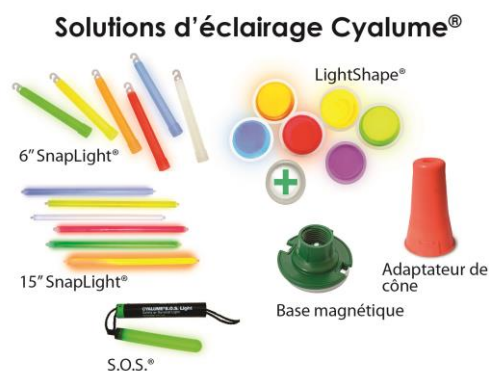 Solutions d’éclairage Cyalume®
LightShape®
6” SnapLight®
15” SnapLight®
Adaptateur de
cône
Base magnétique
S.O.S.®